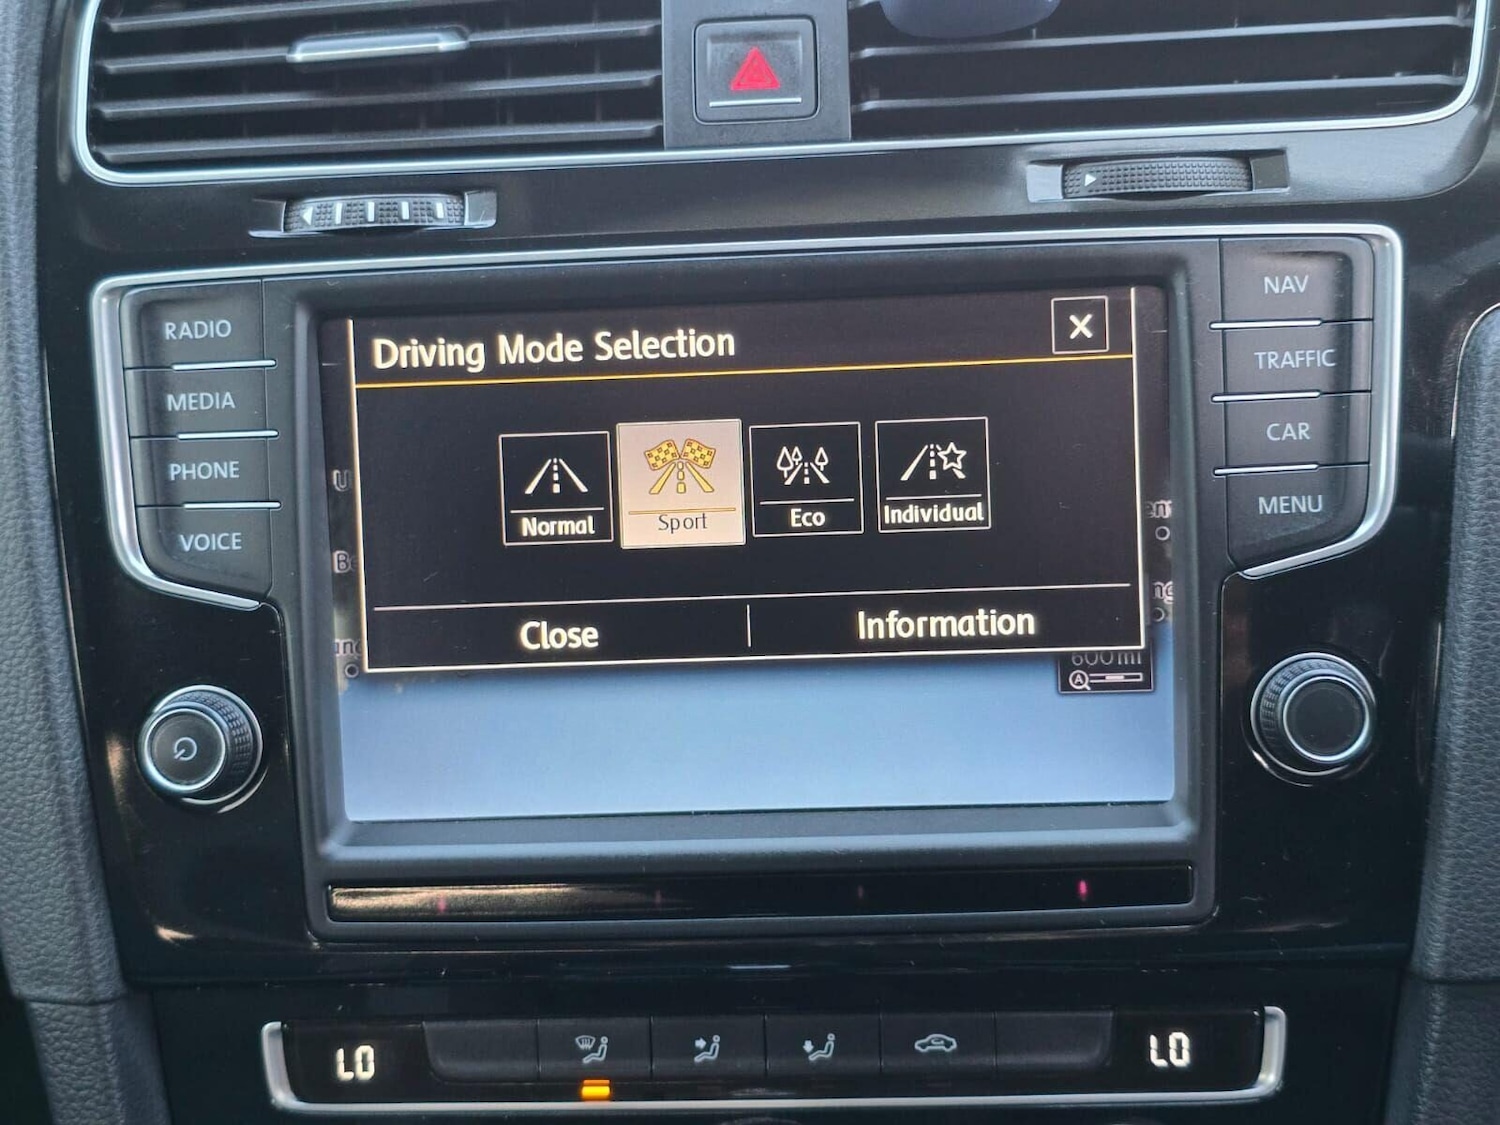 RADIO
MEDIA
PHONE
VOICE
NAV
TRAFFIC
CAR
MENU
Driving Mode Selection
X
Normal
Sport
Eco
Individual
Close
Information
600 mi
A
LO
LO